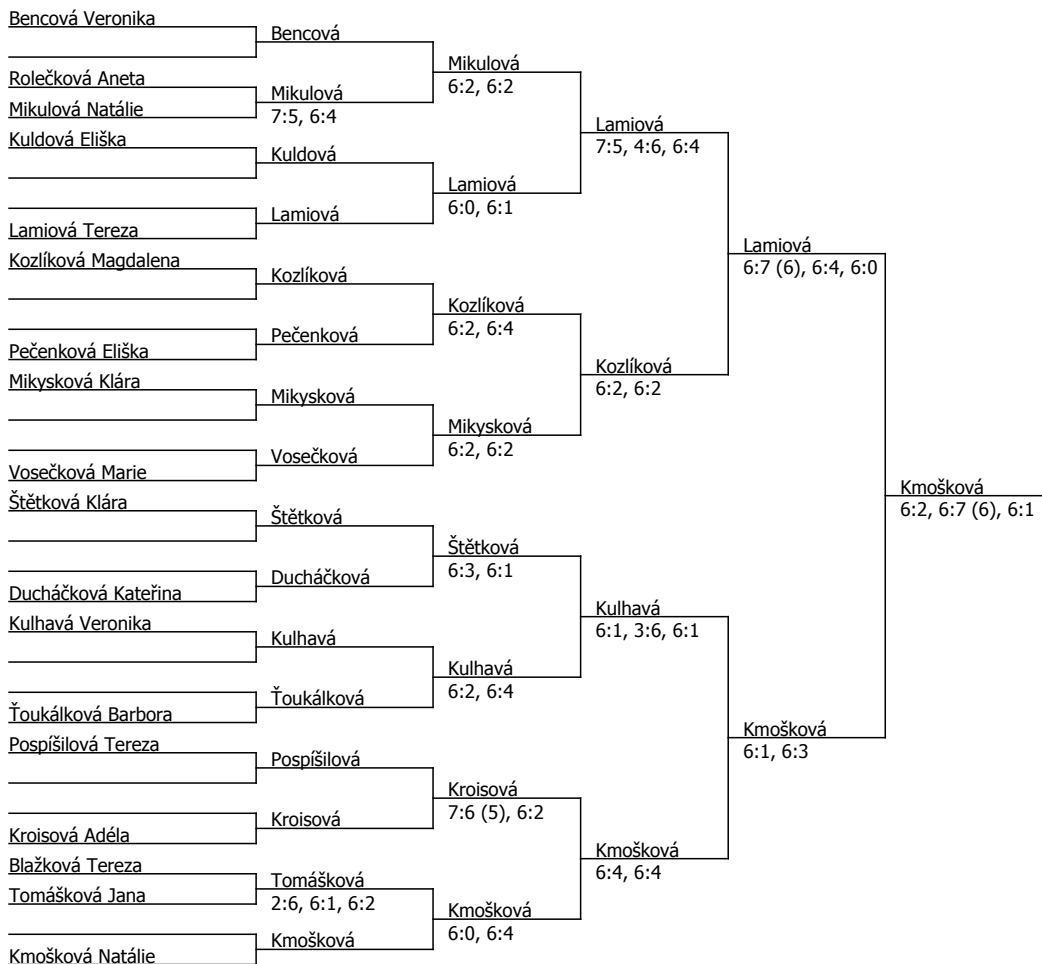 Bencová Veronika
Rolečková Aneta
Mikulová Natálie
Kuldová Eliška
Lamiová Tereza
Kozlíková Magdalena
Pečenková Eliška
Mikysková Klára
Vosečková Marie
Štětková Klára
Ducháčková Kateřina
Kulhavá Veronika
Ťoukálková Barbora
Pospíšilová Tereza
Kroisová Adéla
Blažková Tereza
Tomášková Jana
Kmošková Natálie
Bencová
Mikulová
7:5, 6:4
Kuldová
Lamiová
Kozlíková
Pečenková
Mikysková
Vosečková
Štětková
Ducháčková
Kulhavá
Ťoukálková
Pospíšilová
Kroisová
Tomášková
2:6, 6:1, 6:2
Kmošková
Mikulová
6:2, 6:2
Lamiová
6:0, 6:1
Kozlíková
6:2, 6:4
Mikysková
6:2, 6:2
Štětková
6:3, 6:1
Kulhavá
6:2, 6:4
Kroisová
7:6 (5), 6:2
Kmošková
6:0, 6:4
Lamiová
7:5, 4:6, 6:4
Kozlíková
6:2, 6:2
Kulhavá
6:1, 3:6, 6:1
Kmošková
6:4, 6:4
Lamiová
6:7 (6), 6:4, 6:0
Kmošková
6:1, 6:3
Kmošková
6:2, 6:7 (6), 6:1